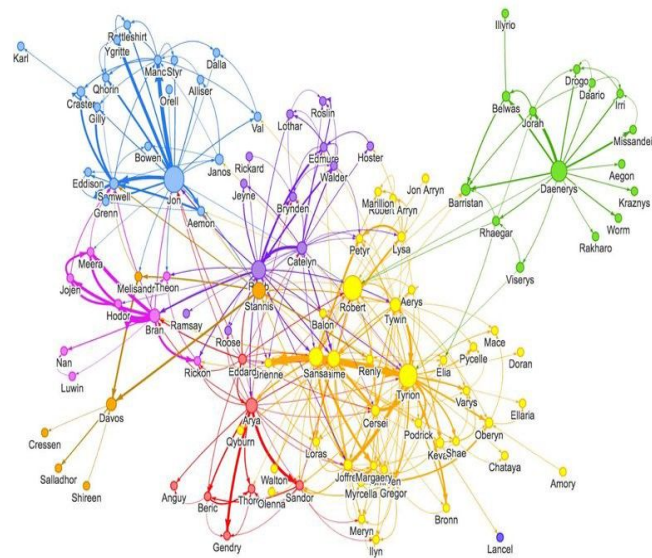 Illyrio
Karl
Rattleshirt
Ygritte
Styr
Dalla
Drogo
Daario
Qhorin
Alliser
Belwas
Jorah
Irri
Craster
Orell
Gilly
Val
Roslin
Lothar
Missandei
Edmure
Hoster
Bowen
Rickard
Walder
Aegon
Eddison
Janos
Daenerys
Samwell
Jon
Jeyne
Jon Arryn
Barristan
Kraznys
Grenn
Brynden
Marillion
Robert Arryn
Aemon
Worm
Petyr
Lysa
Rhaegar
Rakharo
Meera
Catelyn
Jojen
Theon
Viserys
Stannis
Robert
Aerys
Hodor
Tywin
Bran
Ramsay
Balon
Mace
Roose
Pycelle
Nan
Rickon
Eddard
Sansa
Renly
Elia
Doran
Luwin
Tyrion
Varys
Davos
Arya
Cersei
Ellaria
Cressen
Qyburn
Podrick
Oberyn
Loras
Shae
Salladhor
Walton
Chataya
Shireen
Anguy
Sandor
Margaery
Amory
Beric
Olenna
Myrcella
Gregor
Bronn
Meryn
Gendry
Ilyn
Lancel